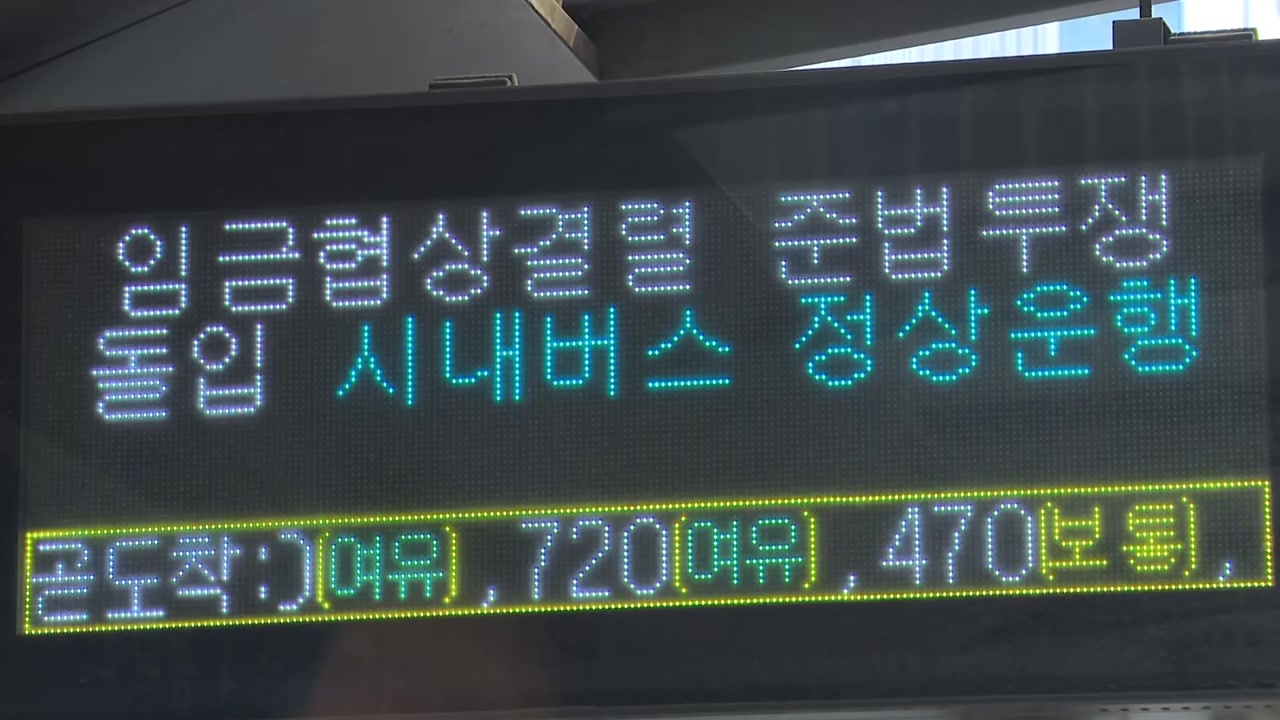 임금협상결렬 준법투쟁
돌입 시내버스 정상운행
곧도착:)(여유),720(여유),470(보통),